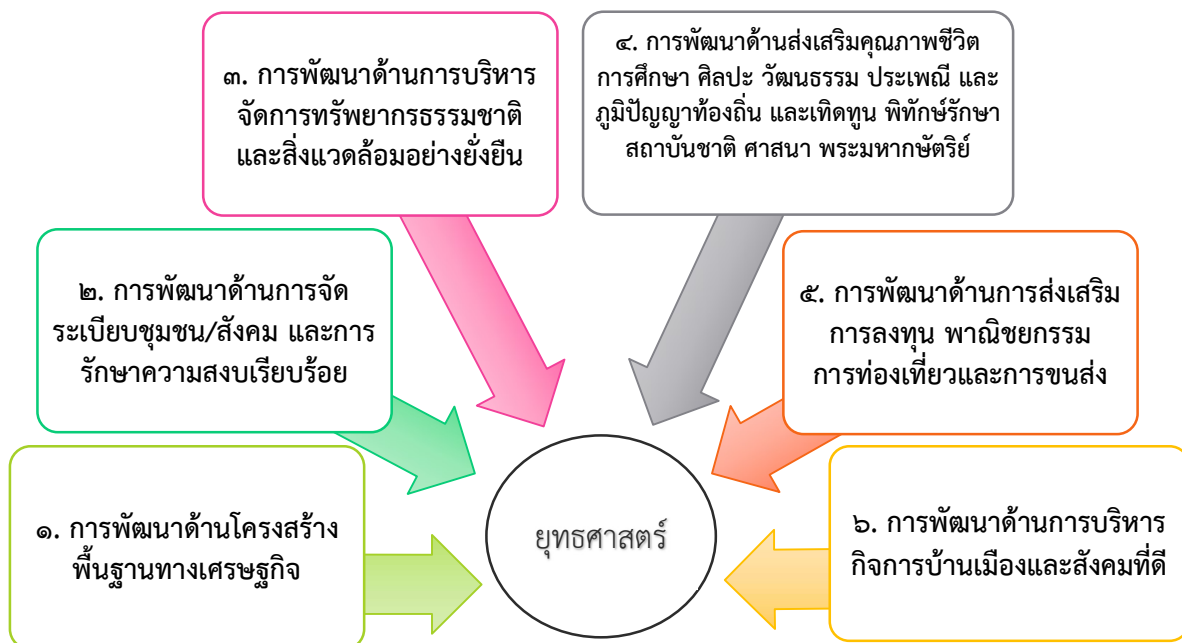 ๓. การพัฒนาด้านการบริหาร
จัดการทรัพยากรธรรมชาติ
และสิ่งแวดล้อมอย่างยั่งยืน
๔. การพัฒนาด้านส่งเสริมคุณภาพชีวิต
การศึกษา ศิลปะ วัฒนธรรม ประเพณี และ
ภูมิปัญญาท้องถิ่น และเทิดทูน พิทักษ์รักษา
สถาบันชาติ ศาสนา พระมหากษัตริย์
๒. การพัฒนาด้านการจัด
ระเบียบชุมชน/สังคม และการ
รักษาความสงบเรียบร้อย
๕. การพัฒนาด้านการส่งเสริม
การลงทุน พาณิชยกรรม
การท่องเที่ยวและการขนส่ง
๑. การพัฒนาด้านโครงสร้าง
พื้นฐานทางเศรษฐกิจ
ยุทธศาสตร์
๖. การพัฒนาด้านการบริหาร
กิจการบ้านเมืองและสังคมที่ดี